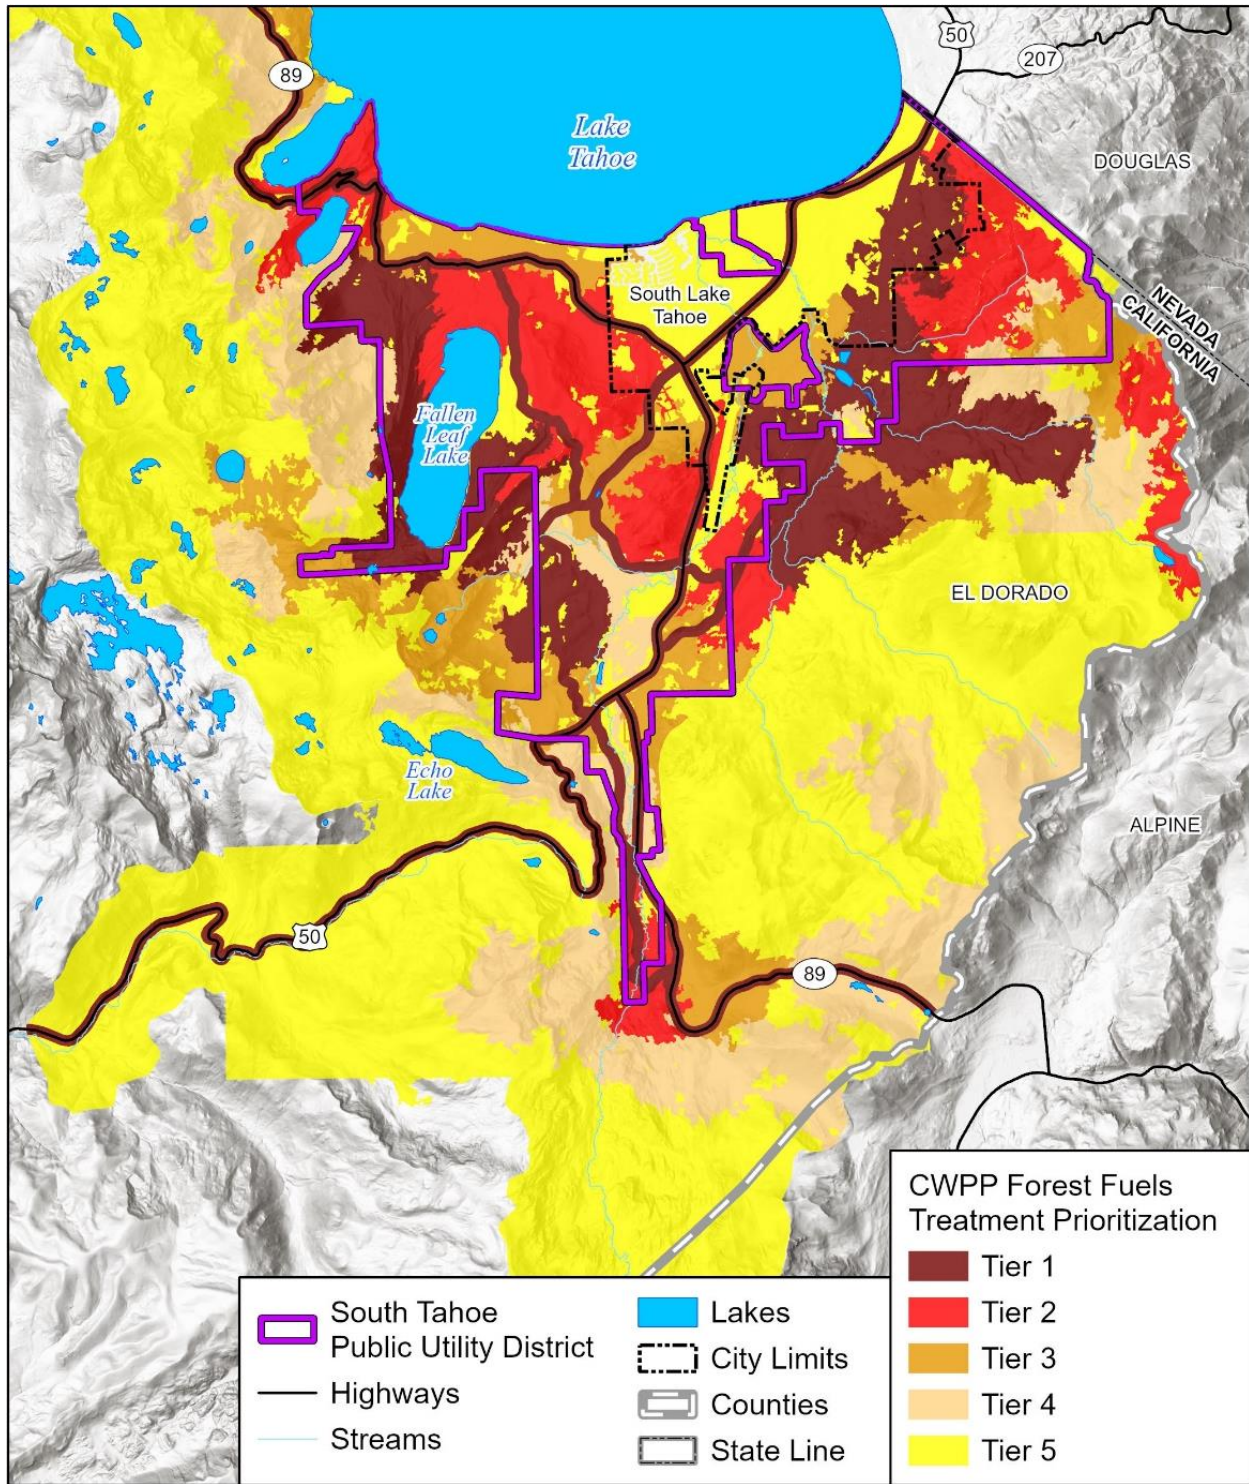 50
207
89
Lake
Tahoe
DOUGLAS
South Lake
Tahoe
NEVADA
CALIFORNIA
Fallen
Leaf
Lake
EL DORADO
Echo
Lake
ALPINE
50
89
CWPP Forest Fuels
Treatment Prioritization
Tier 1
Tier 2
Tier 3
Tier 4
Tier 5
South Tahoe
Public Utility District
Highways
Streams
Lakes
City Limits
Counties
State Line